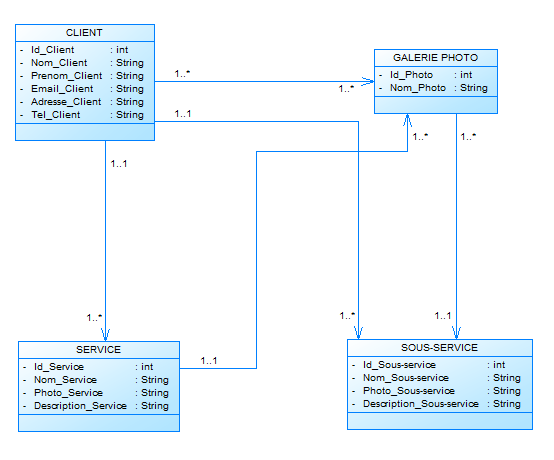 CLIENT
- Id_Client : int
- Nom_Client : String
- Prenom_Client : String
- Email_Client : String
- Adresse_Client : String
- Tel_Client : String
GALERIE PHOTO
- Id_Photo : int
- Nom_Photo : String
1..*
1..*
1..1
1..*
1..*
1..1
1..*
1..*
1..1
SERVICE
- Id_Service : int
- Nom_Service : String
- Photo_Service : String
- Description_Service : String
1..1
SOUS-SERVICE
- Id_Sous-service : int
- Nom_Sous-service : String
- Photo_Sous-service : String
- Description_Sous-service : String